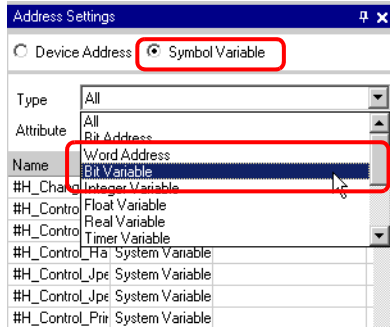 Address Settings
Device Address Symbol Variable
Type All
All
Attribute Bit Address
Word Address
Name Bit Variable
#H_Chang Integer Variable
#H_Contro Float Variable
#H_Contro Real Variable
Timer Variable
#H_Control_Ha System Variable
#H_Control_Jpe System Variable
#H_Control_Jpe System Variable
#H_Control_Prin System Variable